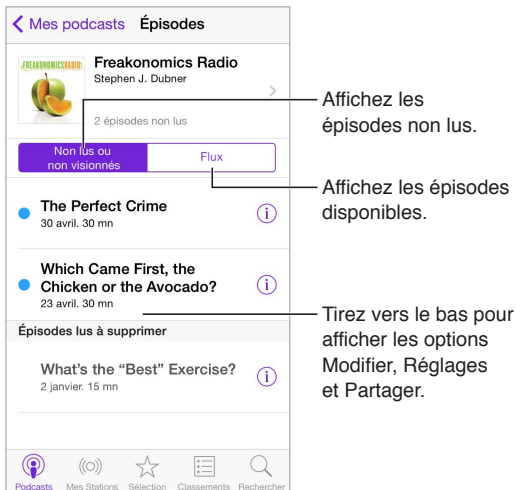 Mes podcasts Épisodes
FREAKONOMICSRADIO
Freakonomics Radio
Stephen J. Dubner
2 épisodes non lus
Non lus ou
non visionnés
Flux
The Perfect Crime
30 avril. 30 mn
Which Came First, the
Chicken or the Avocado?
23 avril. 30 mn
Épisodes lus à supprimer
What's the “Best” Exercise?
2 janvier. 15 mn
Podcasts Mes Stations Sélection Classements Rechercher
Affichez les
épisodes non lus.
Affichez les épisodes
disponibles.
Tirez vers le bas pour
afficher les options
Modifier, Réglages
et Partager.